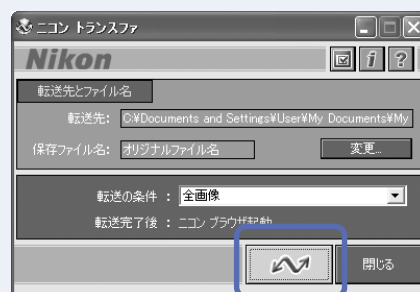 ニコン トランスファ
Nikon
転送先とファイル名
転送先: C:¥Documents and Settings¥User¥My Documents¥My
保存ファイル名: オリジナルファイル名 変更...
転送の条件 : 全画像
転送完了後 : ニコン ブラウザ起動
閉じる